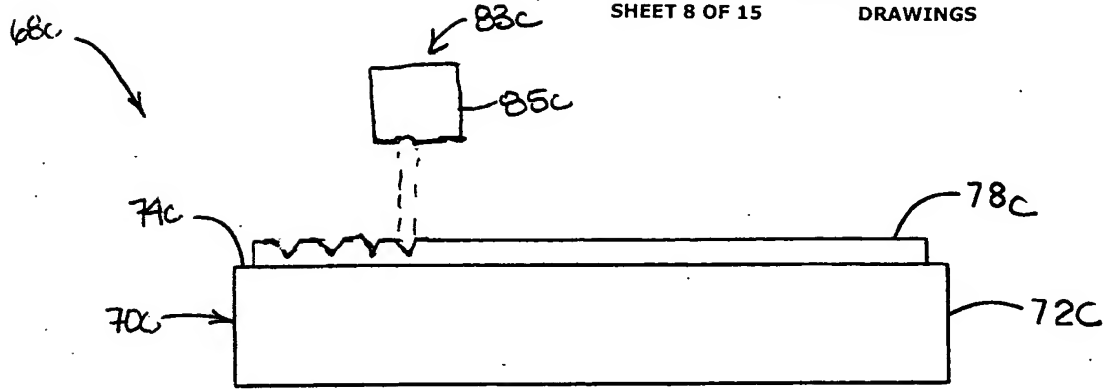 SHEET 8 OF 15 DRAWINGS
68c
83c
85c
74c
78c
70c
72c